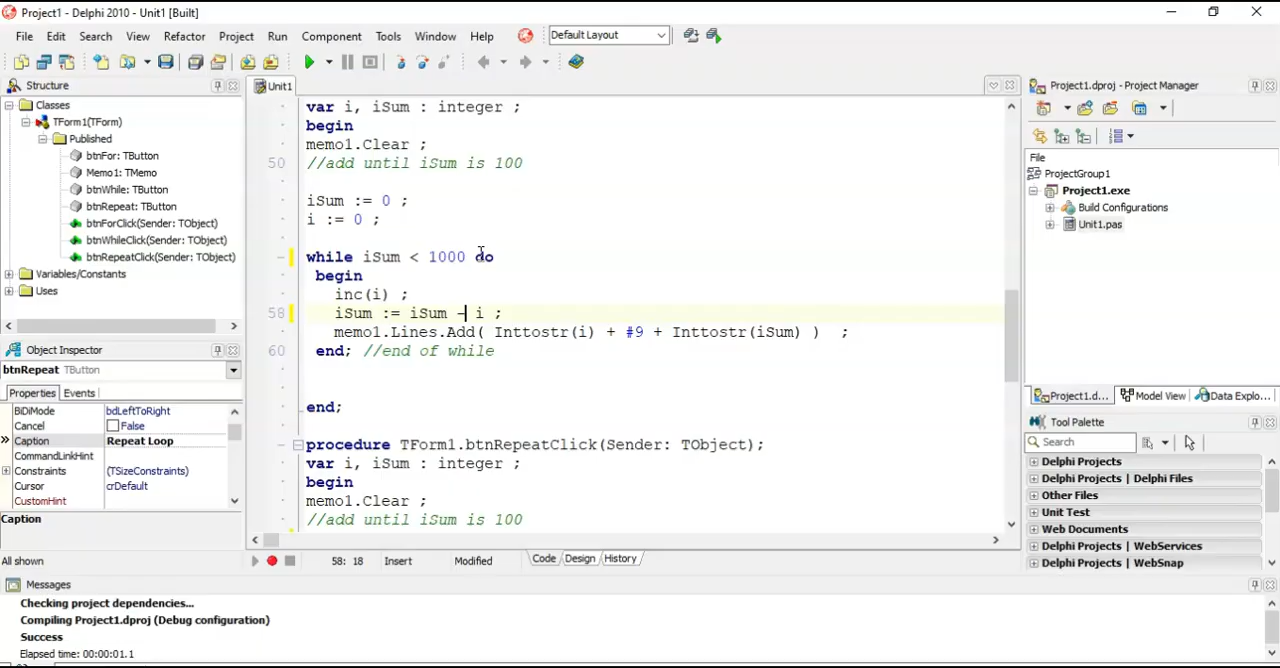 Project1 - Delphi 2010 - Unit1 [Built]
File Edit Search View Refactor Project Run Component Tools Window Help Default Layout
Structure
Classes
TForm1(TForm)
Published
btnFor: TButton
Memo1: TMemo
btnWhile: TButton
btnRepeat: TButton
btnForClick(Sender: TObject)
btnWhileClick(Sender: TObject)
btnRepeatClick(Sender: TObject)
Variables/Constants
Uses
Object Inspector
btnRepeat TButton
Properties Events
BiDiMode bdLeftToRight
Cancel False
Caption Repeat Loop
CommandLinkHint
Constraints (TSizeConstraints)
Cursor crDefault
CustomHint
Caption
All shown
Unit1
var i, iSum : integer ;
begin
memo1.Clear ;
50 //add until iSum is 100
iSum := 0 ;
i := 0 ;
while iSum < 1000 do
begin
inc(i) ;
58 iSum := iSum - i ;
memo1.Lines.Add( Inttostr(i) + #9 + Inttostr(iSum) ) ;
60 end; //end of while
end;
procedure TForm1.btnRepeatClick(Sender: TObject);
var i, iSum : integer ;
begin
memo1.Clear ;
//add until iSum is 100
58: 18 Insert Modified Code Design History
Project1.dproj - Project Manager
File
ProjectGroup1
Project1.exe
Build Configurations
Unit1.pas
Project1.d... Model View Data Explo...
Tool Palette
Search
Delphi Projects
Delphi Projects | Delphi Files
Other Files
Unit Test
Web Documents
Delphi Projects | WebServices
Delphi Projects | WebSnap
Messages
Checking project dependencies...
Compiling Project1.dproj (Debug configuration)
Success
Elapsed time: 00:00:01.1